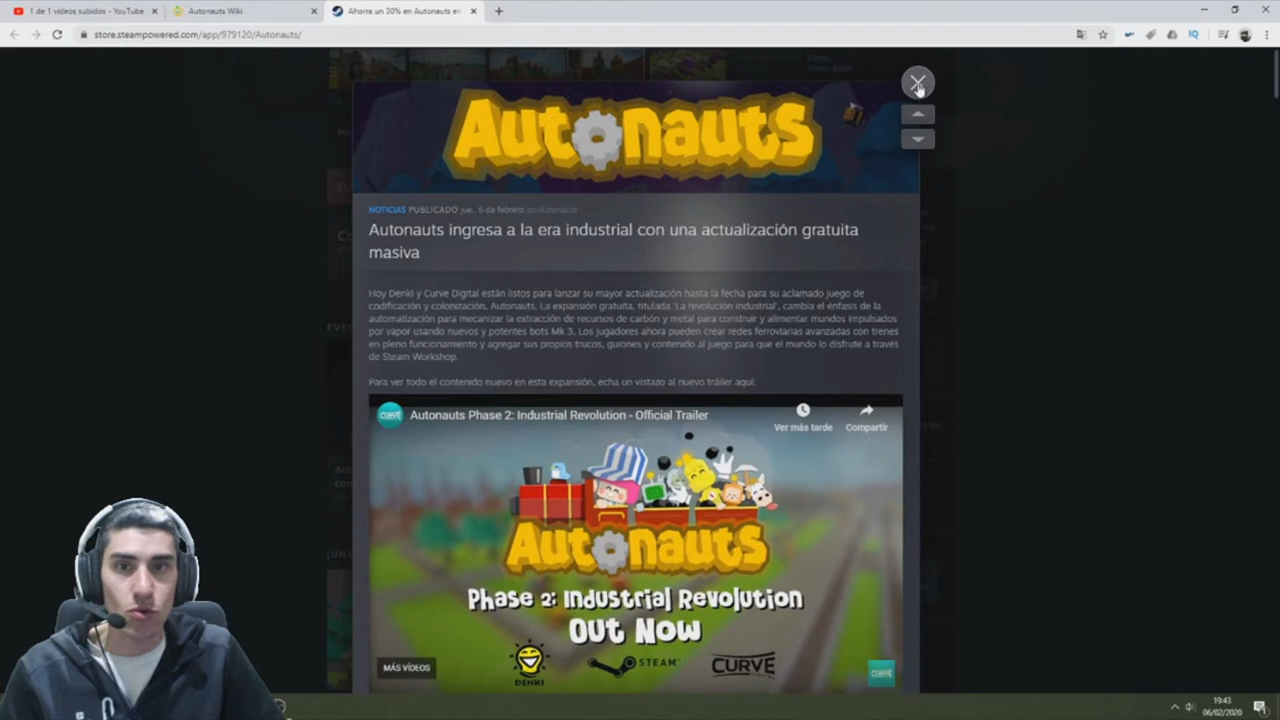 1 de 1 vídeos subidos - YouTube
Autonauts Wiki
Ahorra un 30% en Autonauts en
store.steampowered.com/app/979120/Autonauts/
Autonauts
NOTICIAS PUBLICADO jue., 6 de febrero por Autonauts
Autonauts ingresa a la era industrial con una actualización gratuita
masiva
Hoy Denki y Curve Digital están listos para lanzar su mayor actualización hasta la fecha para su aclamado juego de
codificación y colonización, Autonauts. La expansión gratuita, titulada 'La revolución industrial', cambia el énfasis de la
automatización para mecanizar la extracción de recursos de carbón y metal para construir y alimentar mundos impulsados
por vapor usando nuevos y potentes bots Mk 3. Los jugadores ahora pueden crear redes ferroviarias avanzadas con trenes
en pleno funcionamiento y agregar sus propios trucos, guiones y contenido al juego para que el mundo lo disfrute a través
de Steam Workshop.
Para ver todo el contenido nuevo en esta expansión, echa un vistazo al nuevo tráiler aquí:
CURVE
Autonauts Phase 2: Industrial Revolution - Official Trailer
Ver más tarde
Compartir
Autonauts
Phase 2: Industrial Revolution
Out Now
MÁS VÍDEOS
DENKI
STEAM
CURVE
CURVE
19:43
06/02/2020